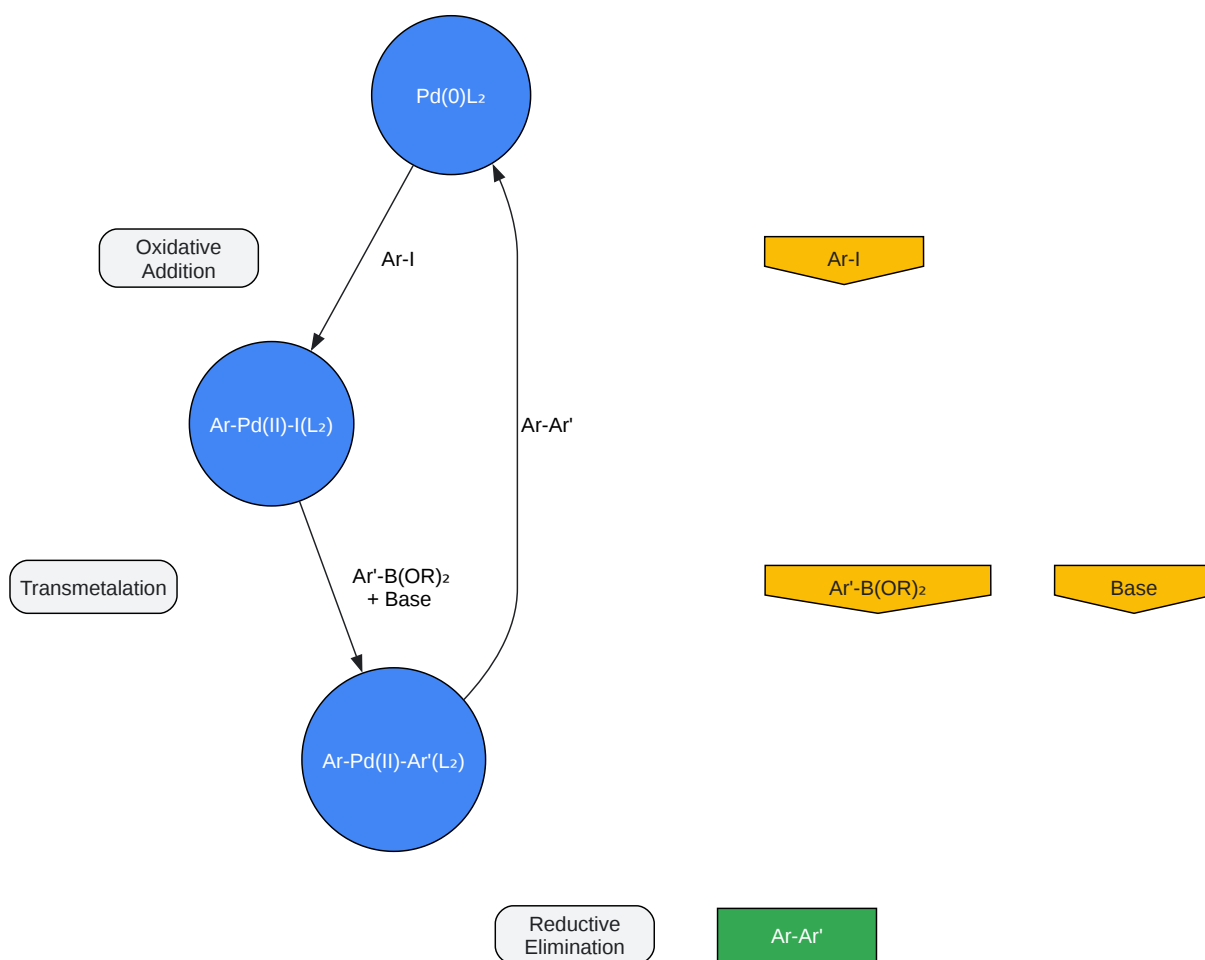 Pd(0)L₂
Oxidative
Addition
Ar-I
Ar-I
Ar-Pd(II)-I(L₂)
Ar-Ar'
Transmetalation
Ar'-B(OR)₂
+ Base
Ar'-B(OR)₂
Base
Ar-Pd(II)-Ar'(L₂)
Reductive
Elimination
Ar-Ar'